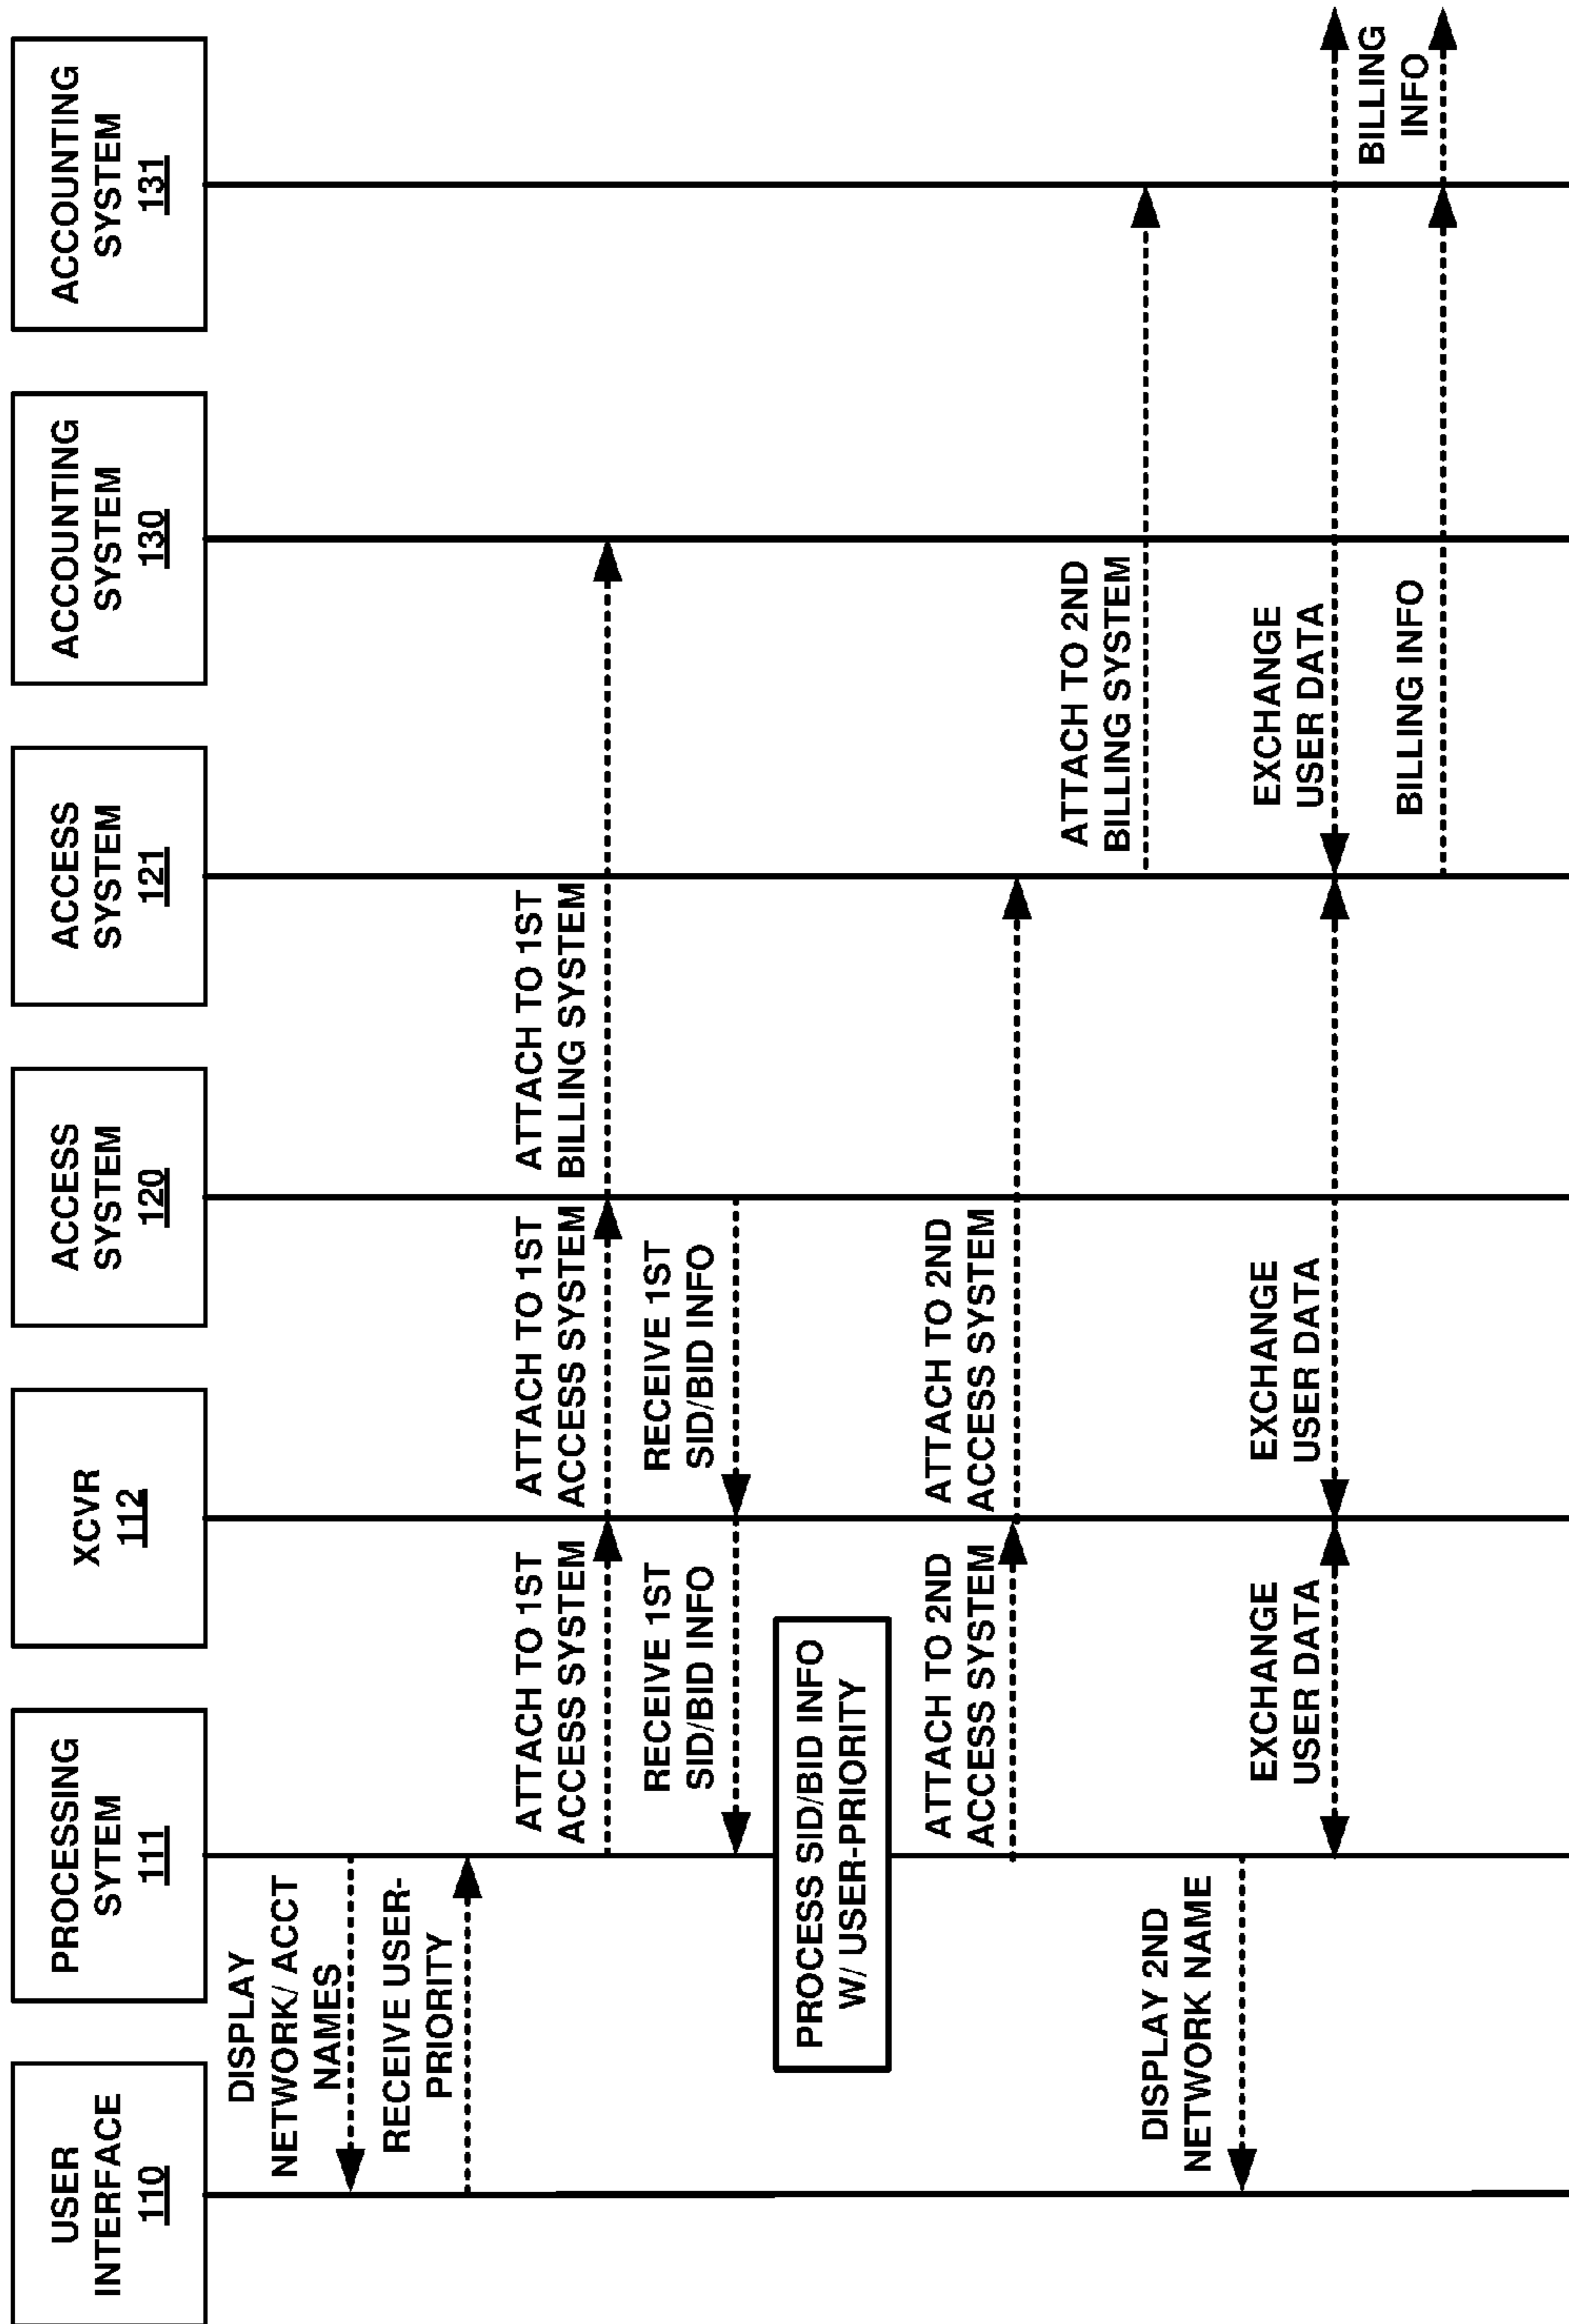 USER
INTERFACE
110
PROCESSING
SYTEM
111
XCVR
112
ACCESS
SYSTEM
120
ACCESS
SYSTEM
121
ACCOUNTING
SYSTEM
130
ACCOUNTING
SYSTEM
131
DISPLAY
NETWORK/ ACCT
NAMES
RECEIVE USER-
PRIORITY
ATTACH TO 1ST
ACCESS SYSTEM
ATTACH TO 1ST
ACCESS SYSTEM
ATTACH TO 1ST
BILLING SYSTEM
RECEIVE 1ST
SID/BID INFO
RECEIVE 1ST
SID/BID INFO
PROCESS SID/BID INFO
W/ USER-PRIORITY
ATTACH TO 2ND
ACCESS SYSTEM
ATTACH TO 2ND
ACCESS SYSTEM
ATTACH TO 2ND
BILLING SYSTEM
DISPLAY 2ND
NETWORK NAME
EXCHANGE
USER DATA
EXCHANGE
USER DATA
EXCHANGE
USER DATA
BILLING INFO
BILLING
INFO